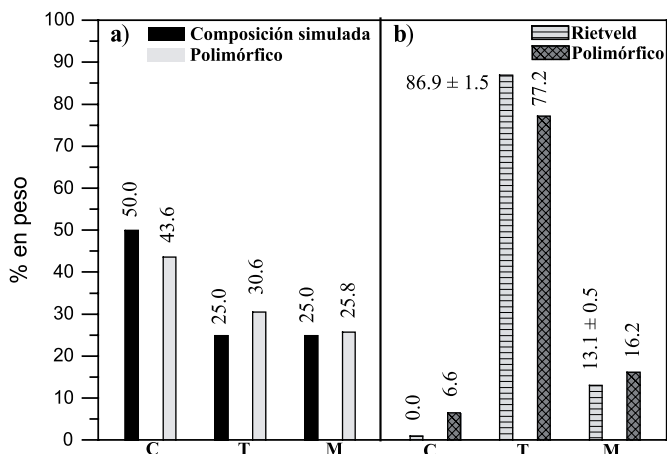 a)
Composición simulada
Polimórfico
b)
Rietveld
Polimórfico
% en peso
100
90
80
70
60
50
40
30
20
10
0
50.0
43.6
25.0
30.6
25.0
25.8
0.0
6.6
86.9 ± 1.5
77.2
13.1 ± 0.5
16.2
C
T
M
C
T
M